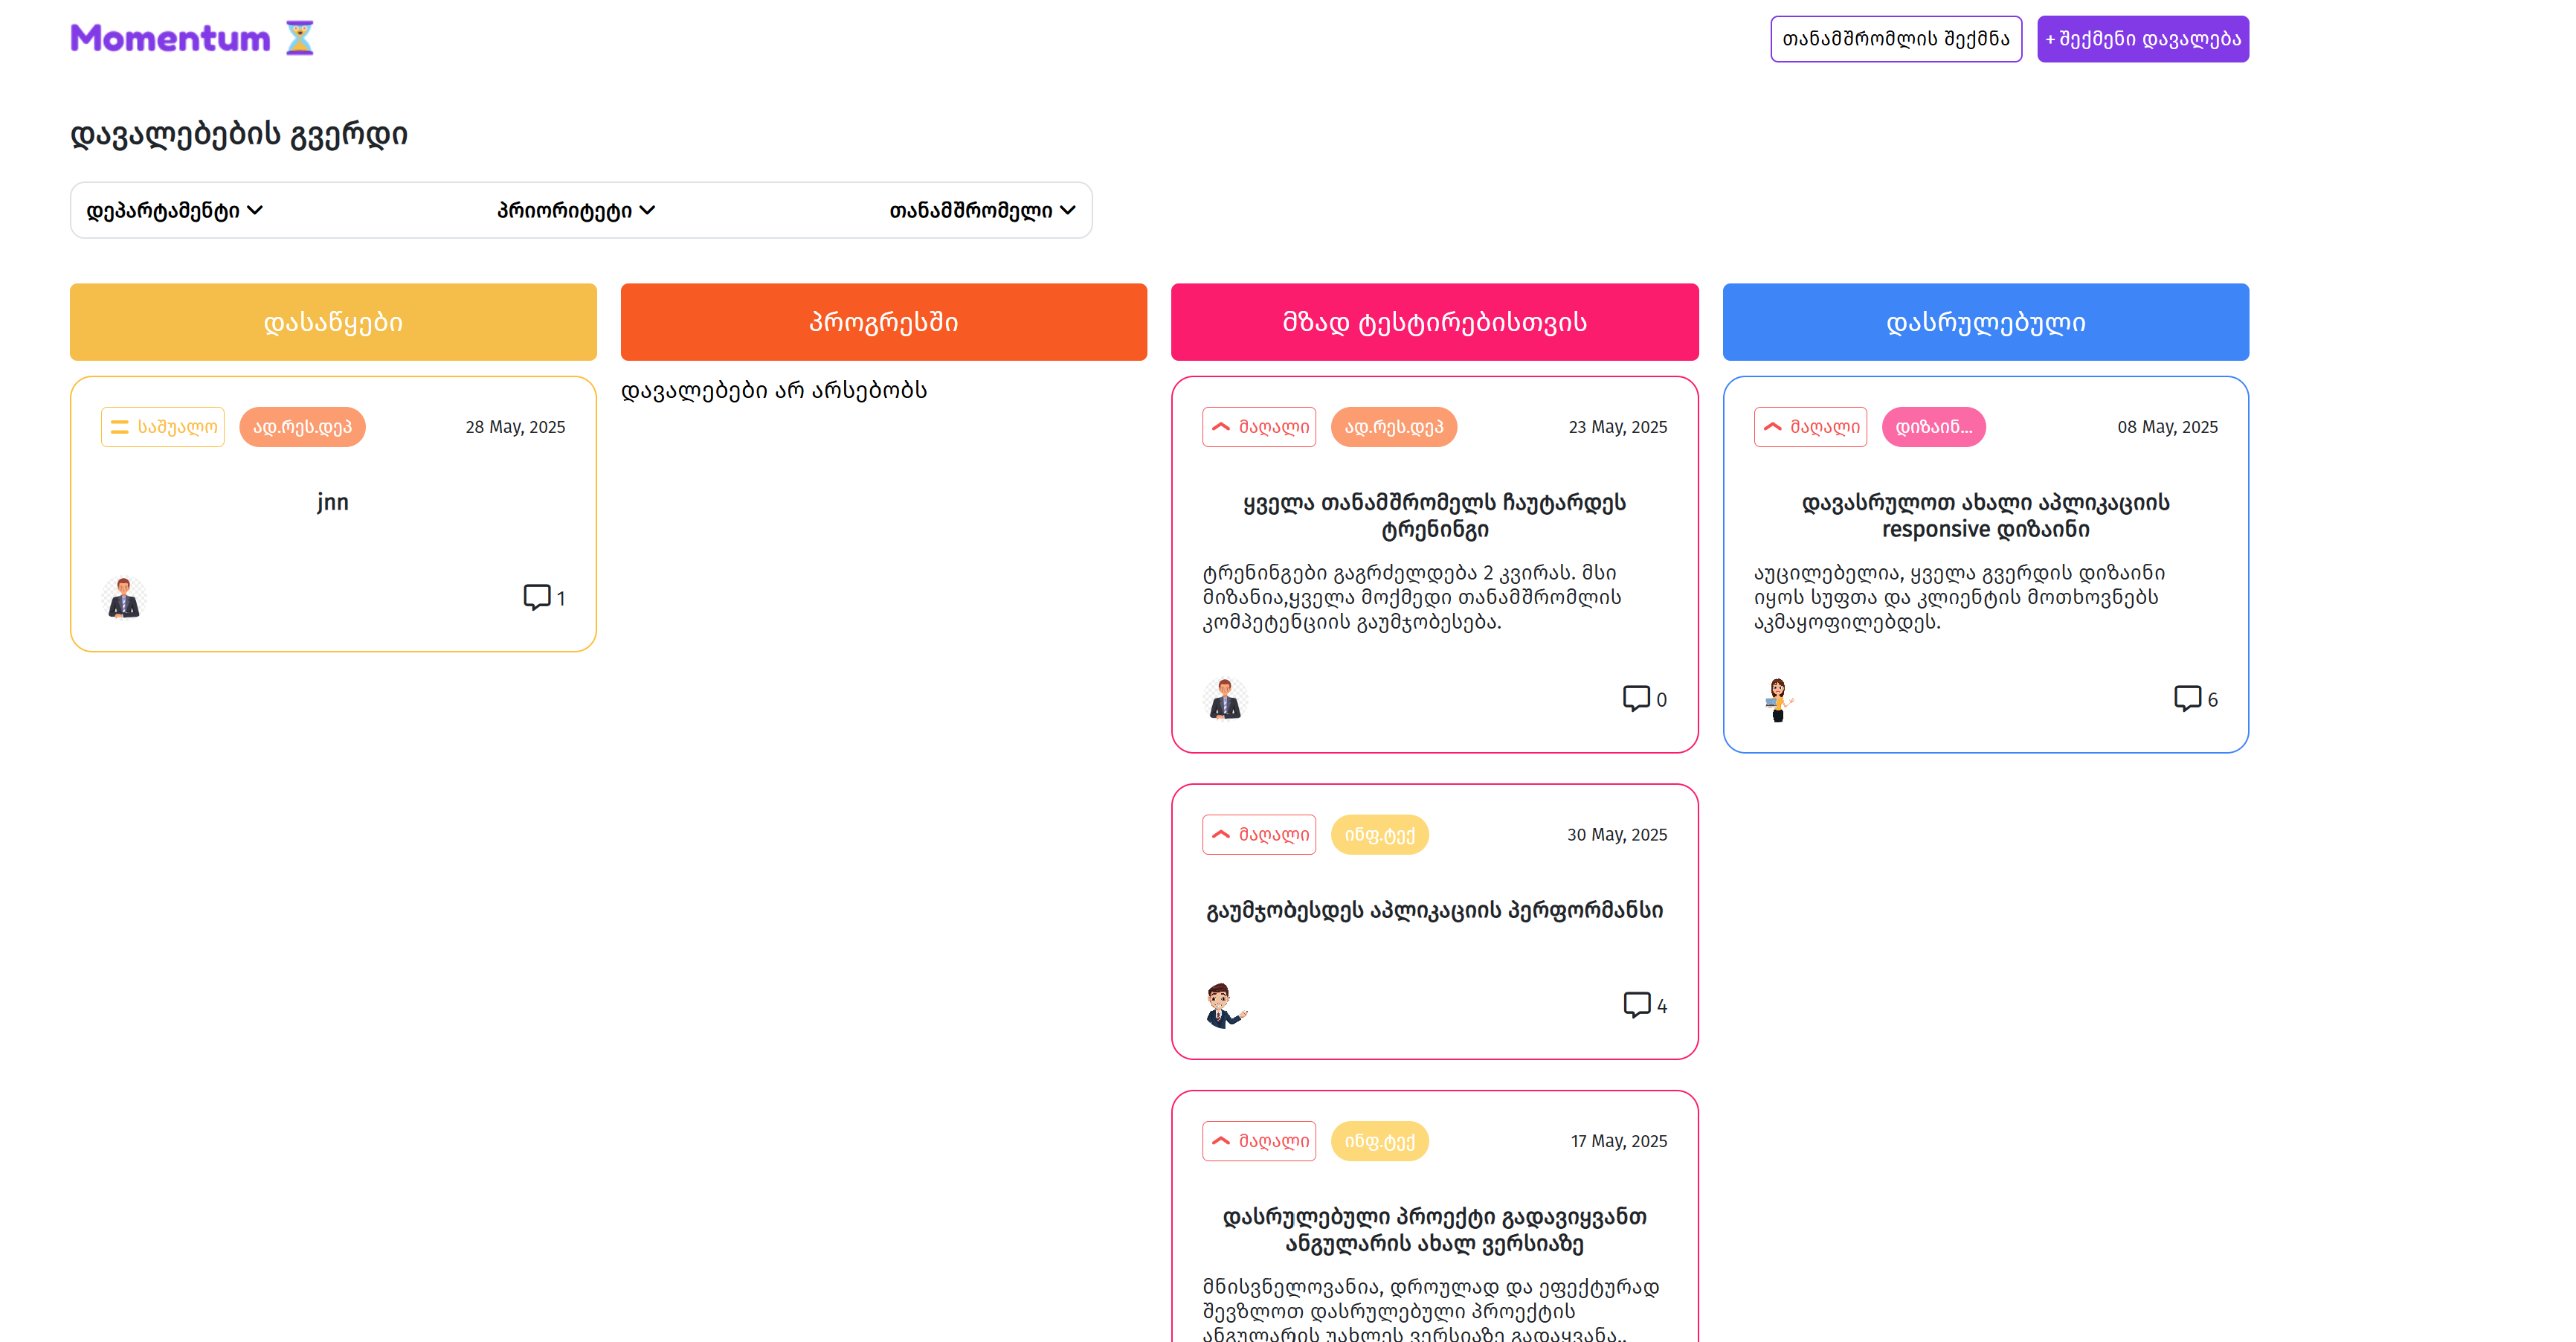 Momentum
თანამშრომლის შექმნა
+ შექმენი დავალება
დავალებების გვერდი
დეპარტამენტი
პრიორიტეტი
თანამშრომელი
დასაწყები
საშუალო
ად.რეს.დეპ
28 May, 2025
jnn
1
პროგრესში
დავალებები არ არსებობს
მზად ტესტირებისთვის
მაღალი
ად.რეს.დეპ
23 May, 2025
ყველა თანამშრომელს ჩაუტარდეს
ტრენინგი
ტრენინგები გაგრძელდება 2 კვირას. მსი
მიზანია,ყველა მოქმედი თანამშრომლის
კომპეტენციის გაუმჯობესება.
0
მაღალი
ინფ.ტექ
30 May, 2025
გაუმჯობესდეს აპლიკაციის პერფორმანსი
4
მაღალი
ინფ.ტექ
17 May, 2025
დასრულებული პროექტი გადავიყვანთ
ანგულარის ახალ ვერსიაზე
მნისვნელოვანია, დროულად და ეფექტურად
შევზლოთ დასრულებული პროექტის
ანგულარის უახლეს ვერსიაზე გადაყვანა..
დასრულებული
მაღალი
დიზაინ...
08 May, 2025
დავასრულოთ ახალი აპლიკაციის
responsive დიზაინი
აუცილებელია, ყველა გვერდის დიზაინი
იყოს სუფთა და კლიენტის მოთხოვნებს
აკმაყოფილებდეს.
6